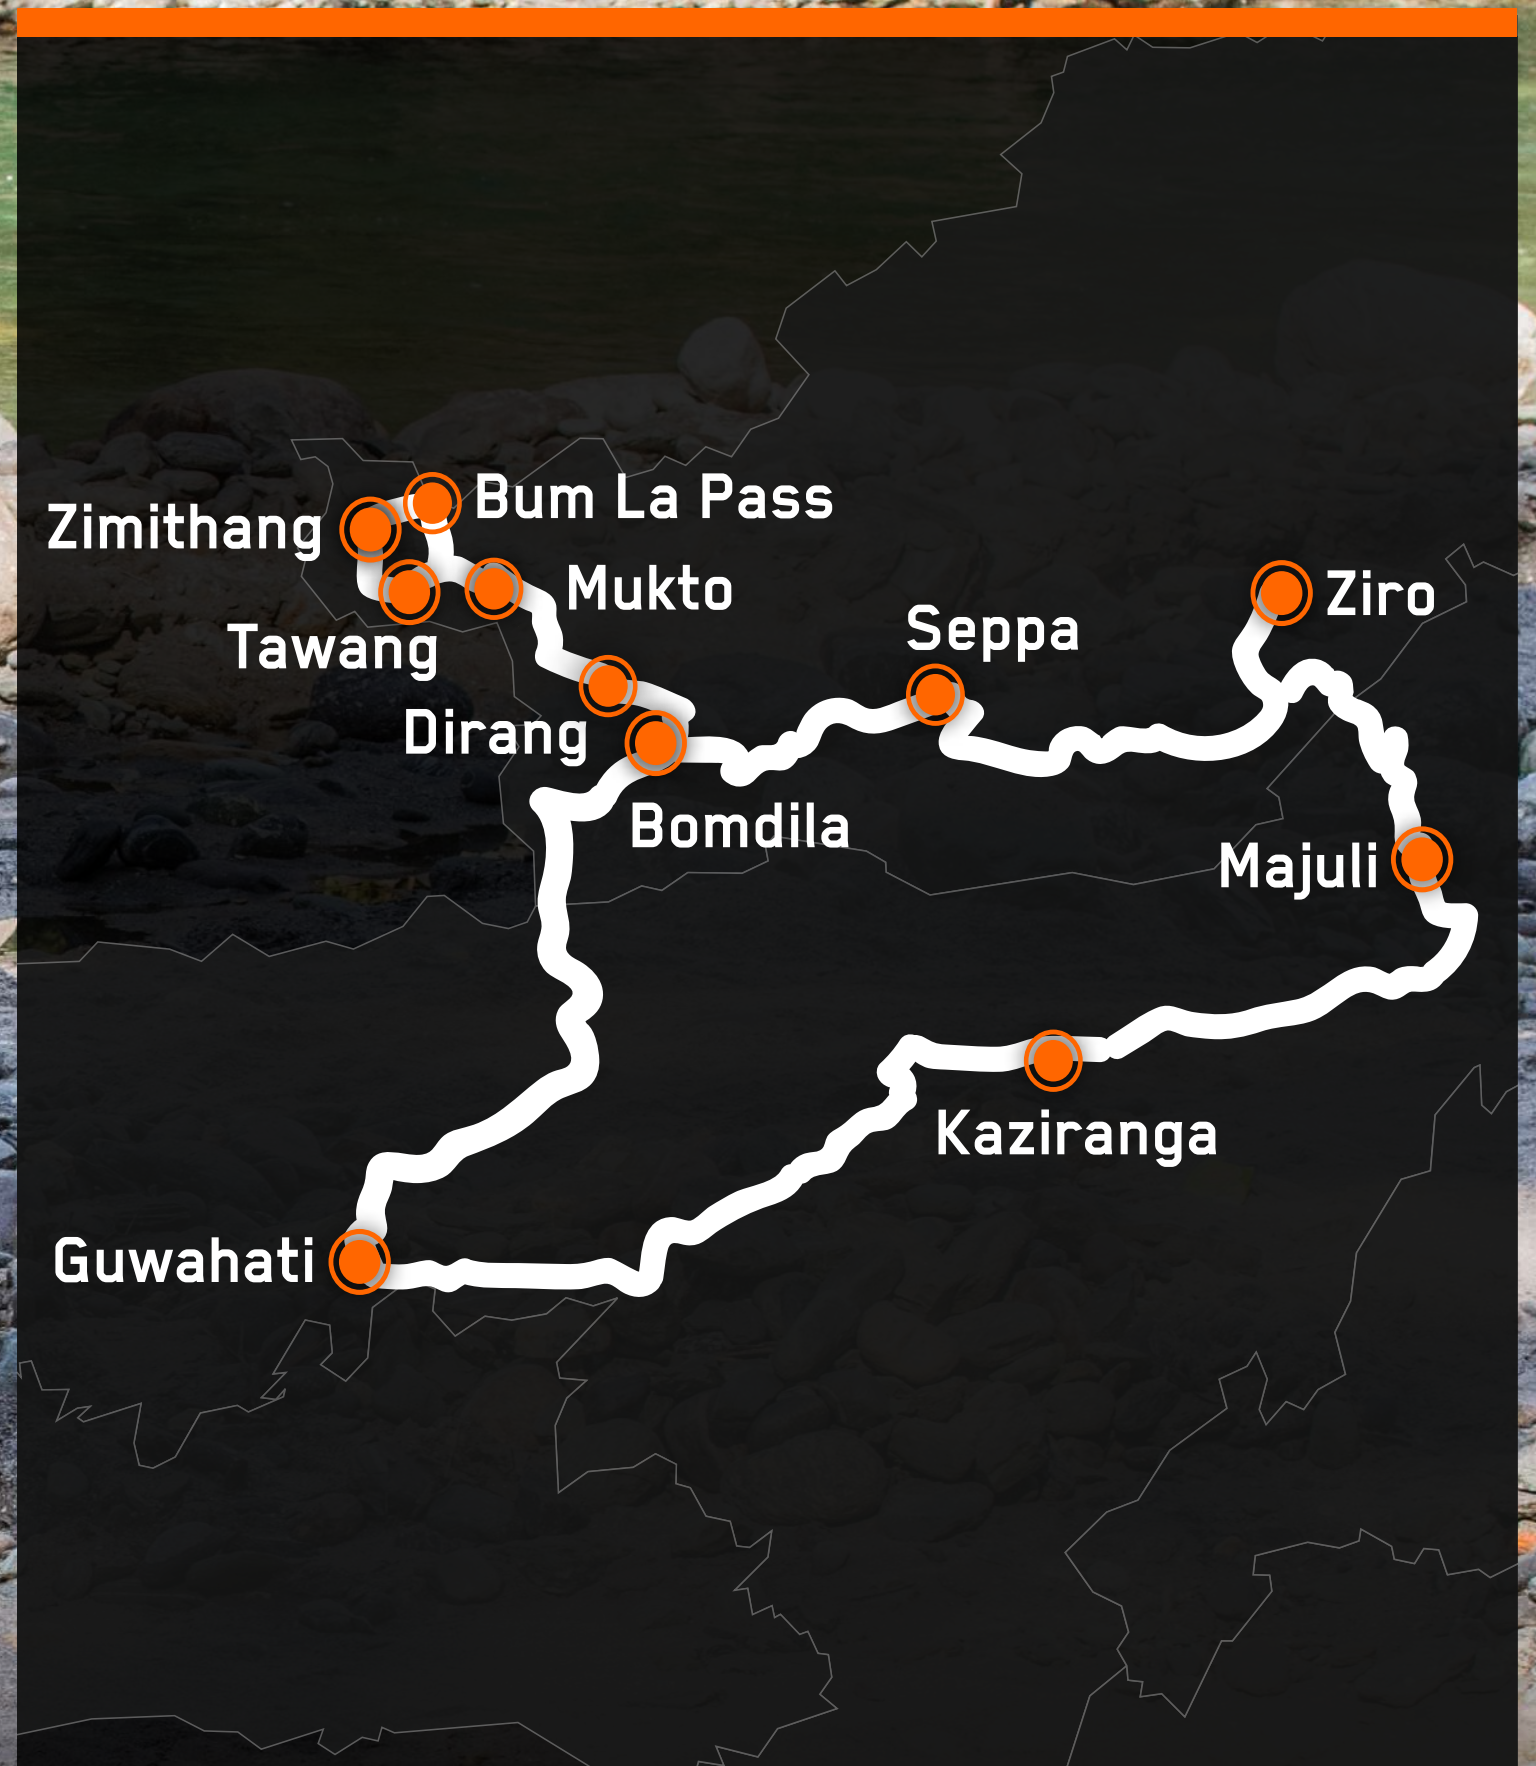 Bum La Pass
Zimithang
Mukto
Ziro
Seppa
Tawang
Dirang
Bomdila
Majuli
Kaziranga
Guwahati